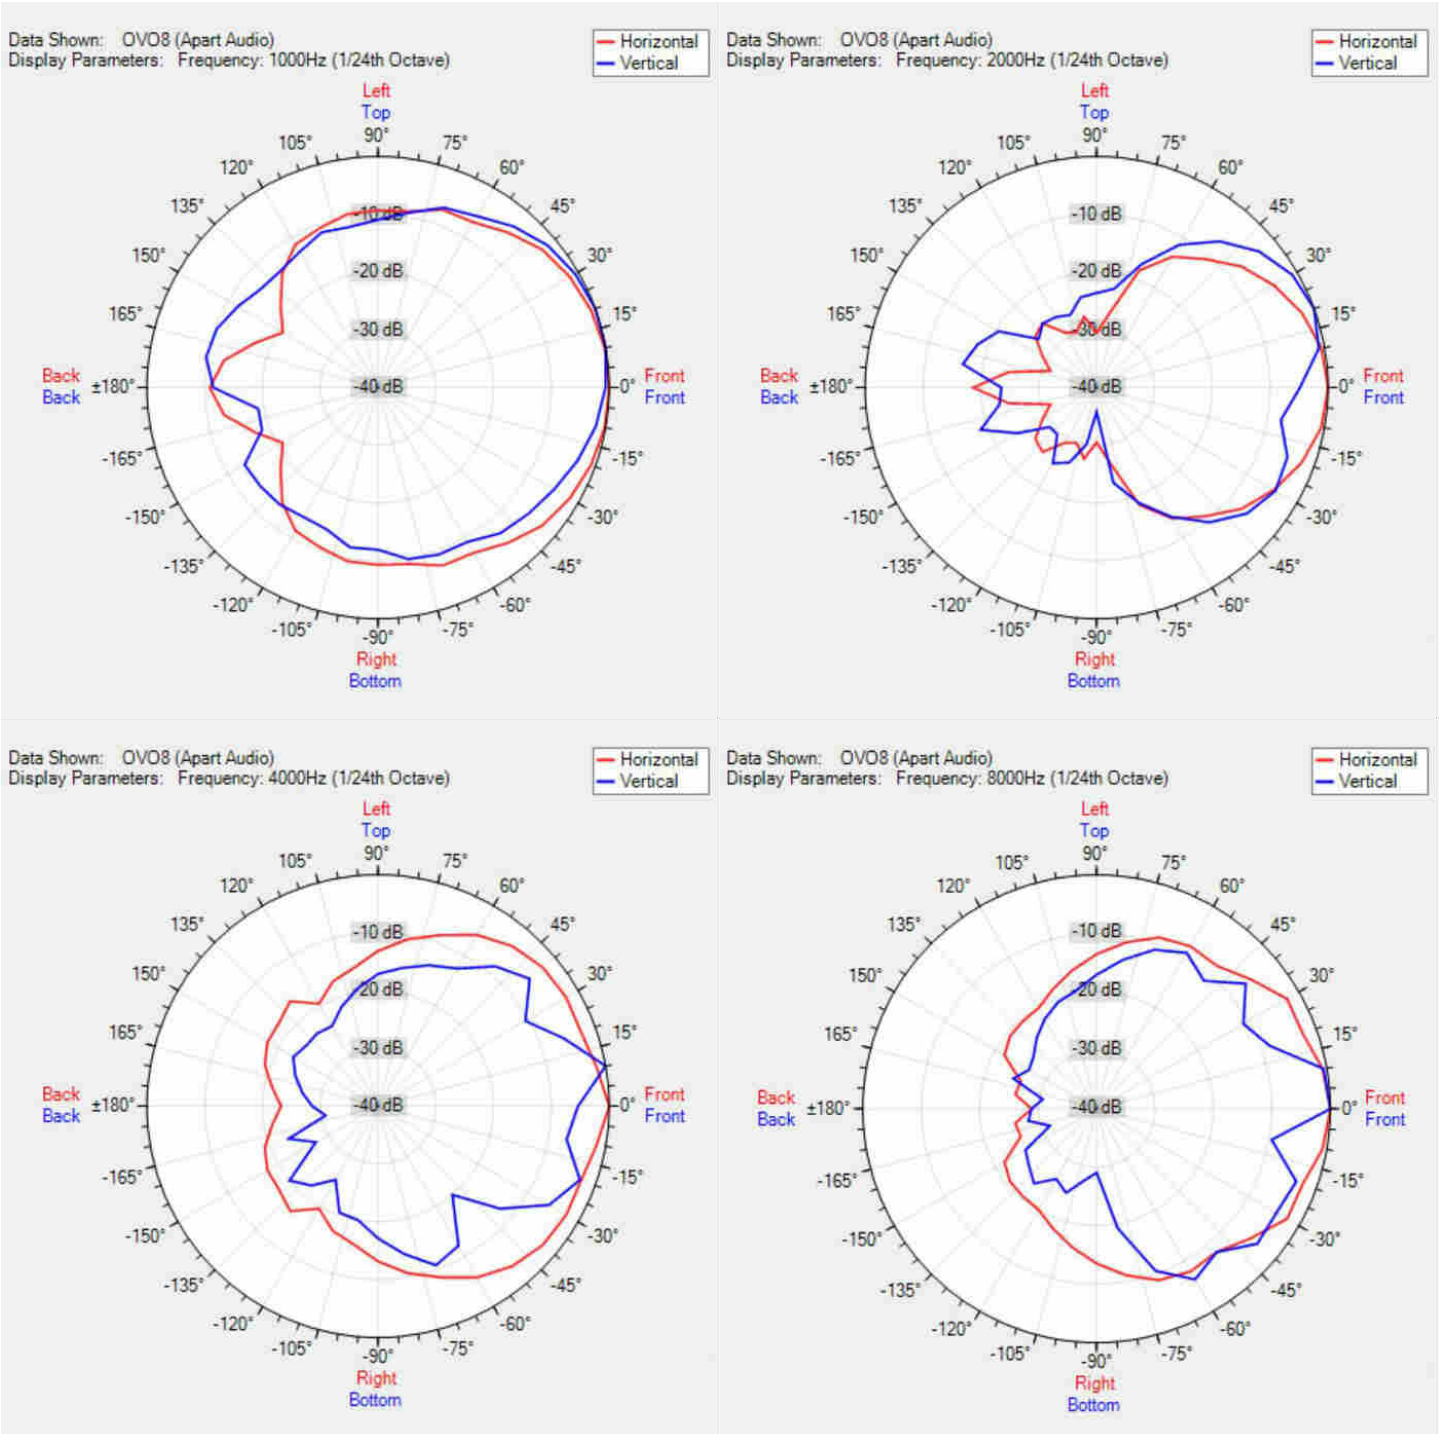 Data Shown: OVO8 (Apart Audio)
Display Parameters: Frequency: 1000Hz (1/24th Octave)
Horizontal
Vertical
Left
Top
90°
105°
75°
120°
60°
135°
45°
150°
30°
165°
15°
-10 dB
-20 dB
-30 dB
-40 dB
Back
Back
±180°
0°
Front
Front
-165°
-15°
-150°
-30°
-135°
-45°
-120°
-60°
-105°
-75°
-90°
Right
Bottom
Data Shown: OVO8 (Apart Audio)
Display Parameters: Frequency: 2000Hz (1/24th Octave)
Horizontal
Vertical
Left
Top
90°
105°
75°
120°
60°
135°
45°
150°
30°
165°
15°
-10 dB
-20 dB
-30 dB
-40 dB
Back
Back
±180°
0°
Front
Front
-165°
-15°
-150°
-30°
-135°
-45°
-120°
-60°
-105°
-75°
-90°
Right
Bottom
Data Shown: OVO8 (Apart Audio)
Display Parameters: Frequency: 4000Hz (1/24th Octave)
Horizontal
Vertical
Left
Top
90°
105°
75°
120°
60°
135°
45°
150°
30°
165°
15°
-10 dB
-20 dB
-30 dB
-40 dB
Back
Back
±180°
0°
Front
Front
-165°
-15°
-150°
-30°
-135°
-45°
-120°
-60°
-105°
-75°
-90°
Right
Bottom
Data Shown: OVO8 (Apart Audio)
Display Parameters: Frequency: 8000Hz (1/24th Octave)
Horizontal
Vertical
Left
Top
90°
105°
75°
120°
60°
135°
45°
150°
30°
165°
15°
-10 dB
-20 dB
-30 dB
-40 dB
Back
Back
±180°
0°
Front
Front
-165°
-15°
-150°
-30°
-135°
-45°
-120°
-60°
-105°
-75°
-90°
Right
Bottom